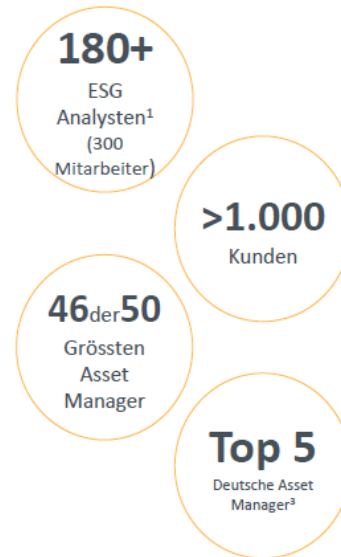 180+
ESG
Analysten¹
(300
Mitarbeiter)
>1.000
Kunden
46der50
Grössten
Asset
Manager
Top 5
Deutsche Asset
Manager³